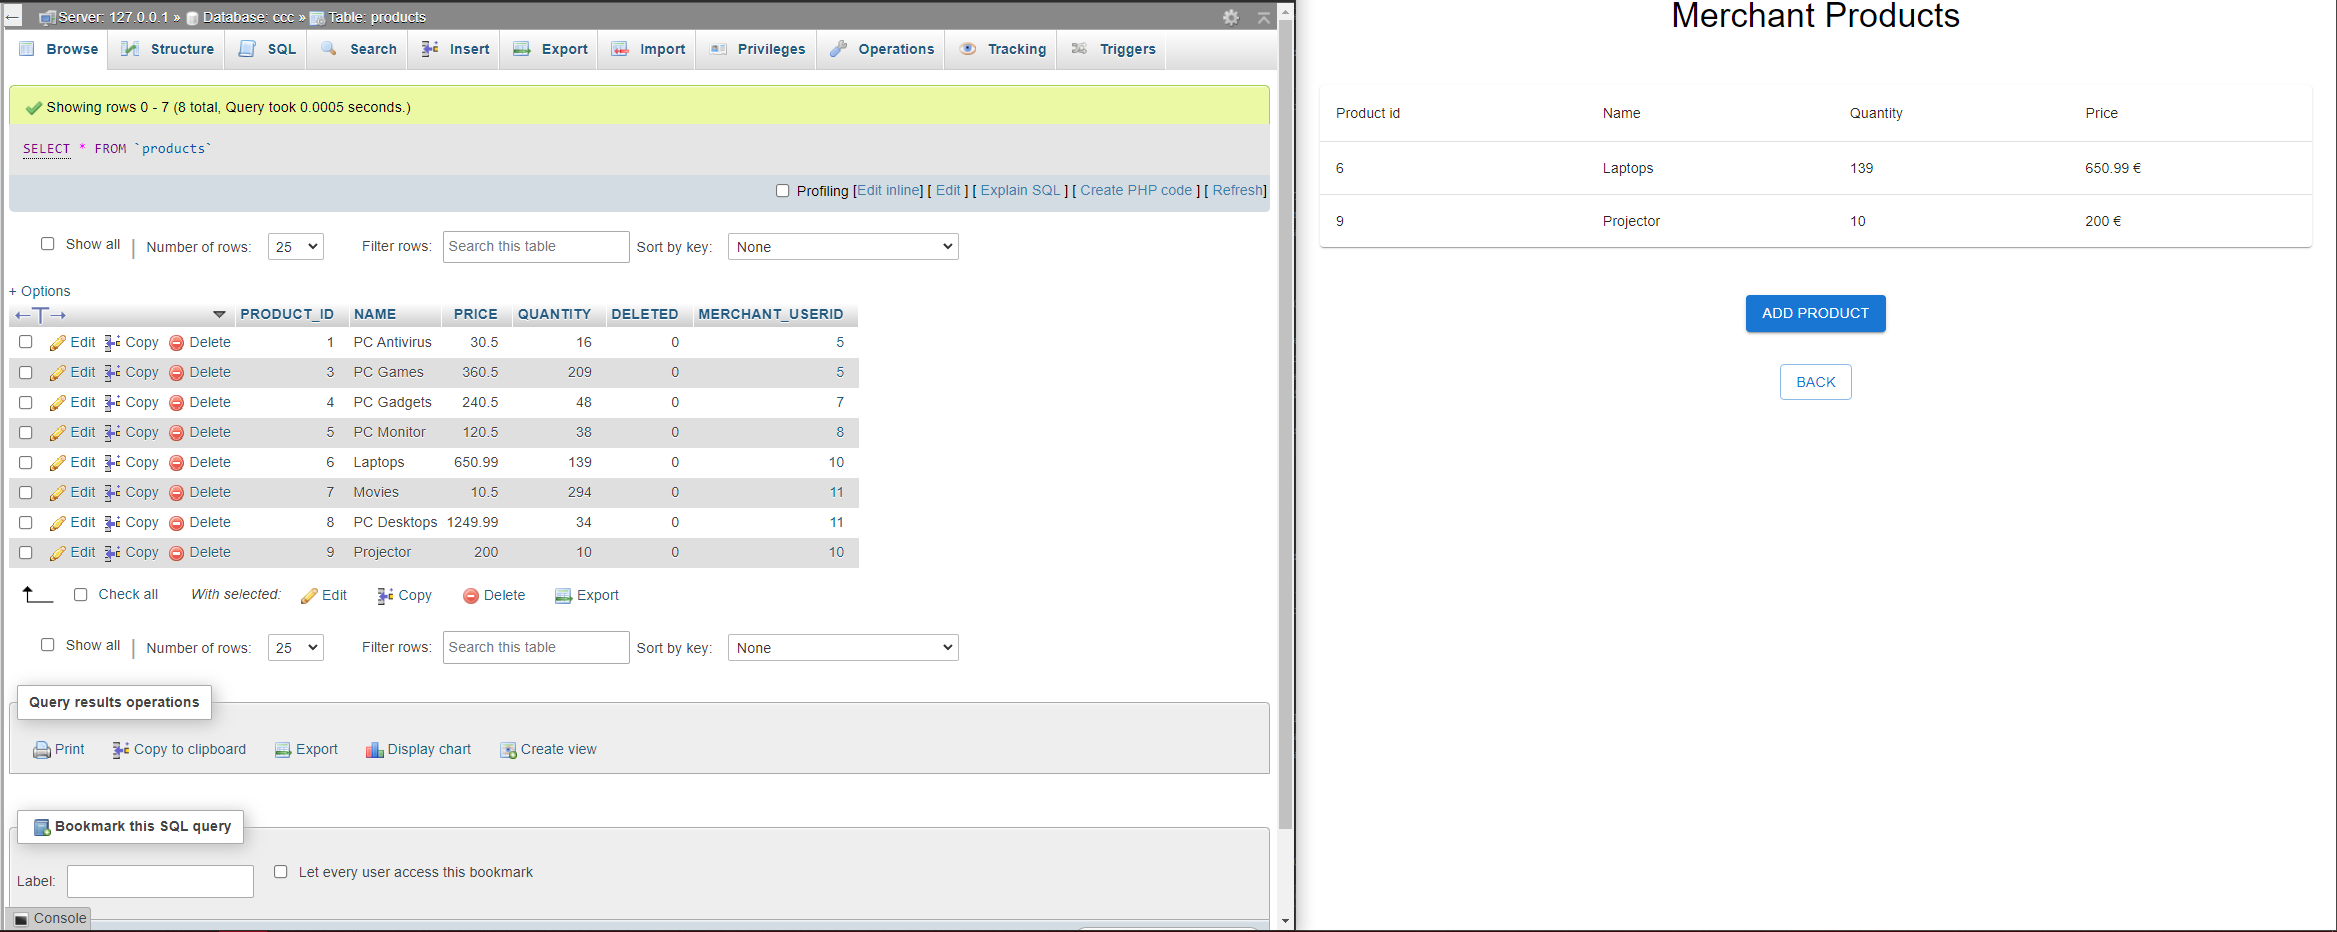 Server: 127.0.0.1 » Database: ccc » Table: products
Browse Structure SQL Search Insert Export Import Privileges Operations Tracking Triggers
Showing rows 0 - 7 (8 total, Query took 0.0005 seconds.)
SELECT * FROM `products`
Profiling [Edit inline] [ Edit ] [ Explain SQL ] [ Create PHP code ] [ Refresh]
Show all | Number of rows: 25 Filter rows: Search this table Sort by key: None
+ Options
←T→ PRODUCT_ID NAME PRICE QUANTITY DELETED MERCHANT_USERID
Edit Copy Delete 1 PC Antivirus 30.5 16 0 5
Edit Copy Delete 3 PC Games 360.5 209 0 5
Edit Copy Delete 4 PC Gadgets 240.5 48 0 7
Edit Copy Delete 5 PC Monitor 120.5 38 0 8
Edit Copy Delete 6 Laptops 650.99 139 0 10
Edit Copy Delete 7 Movies 10.5 294 0 11
Edit Copy Delete 8 PC Desktops 1249.99 34 0 11
Edit Copy Delete 9 Projector 200 10 0 10
Check all With selected: Edit Copy Delete Export
Show all | Number of rows: 25 Filter rows: Search this table Sort by key: None
Query results operations
Print Copy to clipboard Export Display chart Create view
Bookmark this SQL query
Label: Let every user access this bookmark
Console
Merchant Products
Product id Name Quantity Price
6 Laptops 139 650.99 €
9 Projector 10 200 €
ADD PRODUCT
BACK